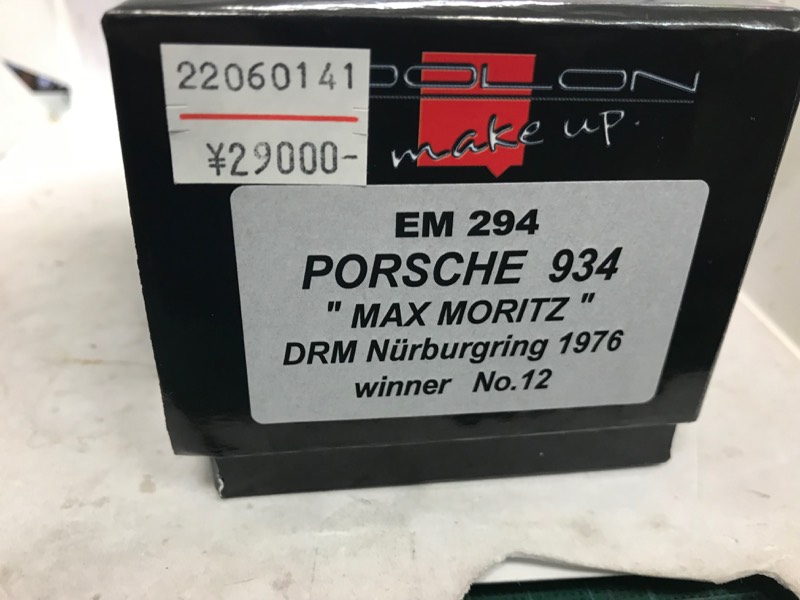 22060141
¥29000-
make up.
EM 294
PORSCHE 934
" MAX MORITZ "
DRM Nürburgring 1976
winner No.12